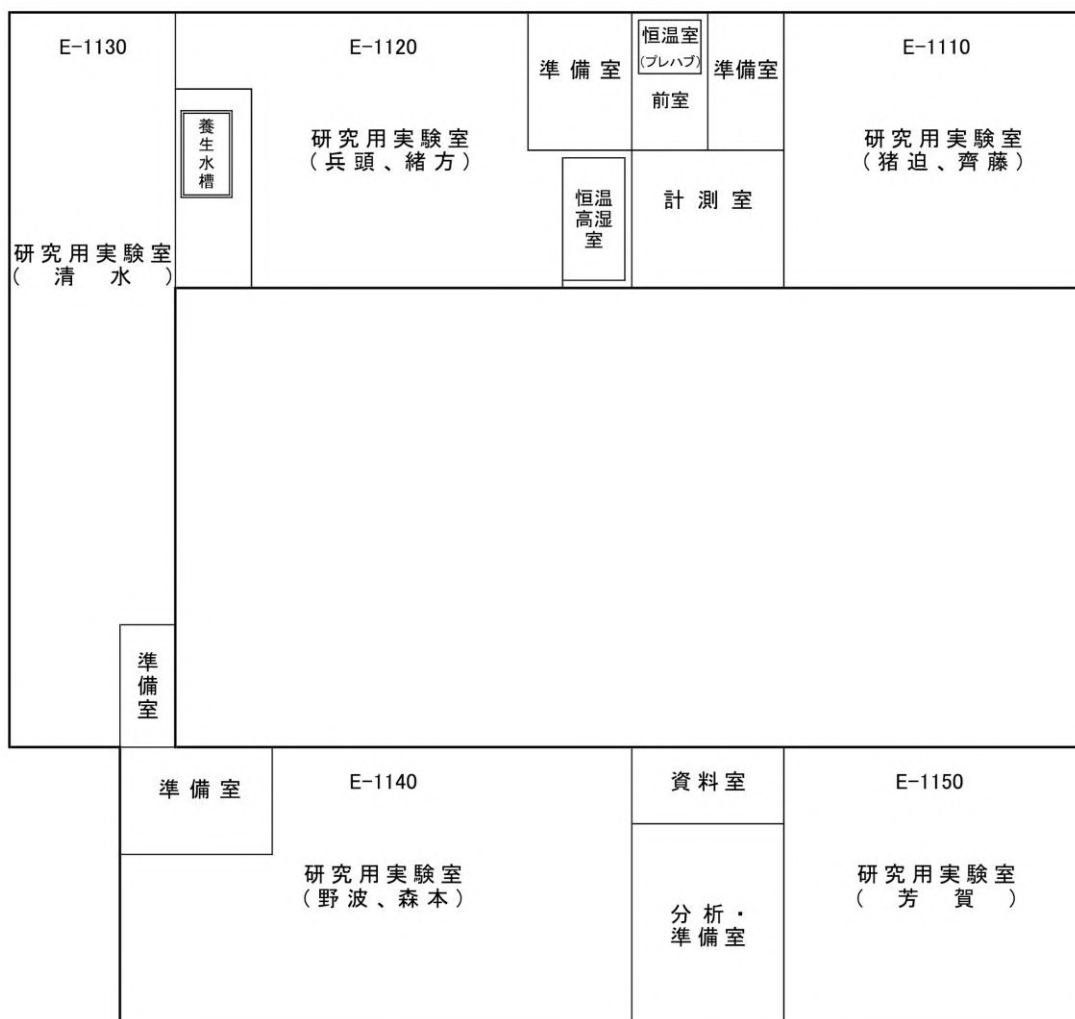 E-1130
研究用実験室
(清水)
E-1120
養生水槽
研究用実験室
(兵頭、緒方)
準備室
恒温室
(プレハブ)
前室
準備室
恒温
高湿
室
計測室
E-1110
研究用実験室
(猪迫、齊藤)
準備室
準備室
E-1140
研究用実験室
(野波、森本)
資料室
分析・
準備室
E-1150
研究用実験室
(芳賀)